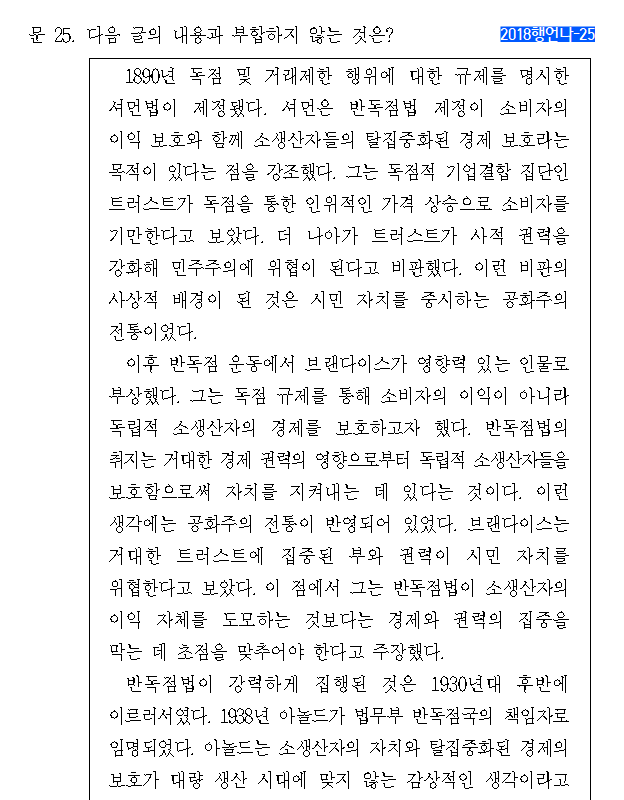 문 25. 다음 글의 내용과 부합하지 않는 것은?
2018행언나-25
1890년 독점 및 거래제한 행위에 대한 규제를 명시한
셔먼법이 제정됐다. 셔먼은 반독점법 제정이 소비자의
이익 보호와 함께 소생산자들의 탈집중화된 경제 보호라는
목적이 있다는 점을 강조했다. 그는 독점적 기업결합 집단인
트러스트가 독점을 통한 인위적인 가격 상승으로 소비자를
기만한다고 보았다. 더 나아가 트러스트가 사적 권력을
강화해 민주주의에 위협이 된다고 비판했다. 이런 비판의
사상적 배경이 된 것은 시민 자치를 중시하는 공화주의
전통이었다.
이후 반독점 운동에서 브랜다이스가 영향력 있는 인물로
부상했다. 그는 독점 규제를 통해 소비자의 이익이 아니라
독립적 소생산자의 경제를 보호하고자 했다. 반독점법의
취지는 거대한 경제 권력의 영향으로부터 독립적 소생산자들을
보호함으로써 자치를 지켜내는 데 있다는 것이다. 이런
생각에는 공화주의 전통이 반영되어 있었다. 브랜다이스는
거대한 트러스트에 집중된 부와 권력이 시민 자치를
위협한다고 보았다. 이 점에서 그는 반독점법이 소생산자의
이익 자체를 도모하는 것보다는 경제와 권력의 집중을
막는 데 초점을 맞추어야 한다고 주장했다.
반독점법이 강력하게 집행된 것은 1930년대 후반에
이르러서였다. 1938년 아놀드가 법무부 반독점국의 책임자로
임명되었다. 아놀드는 소생산자의 자치와 탈집중화된 경제의
보호가 대량 생산 시대에 맞지 않는 감상적인 생각이라고